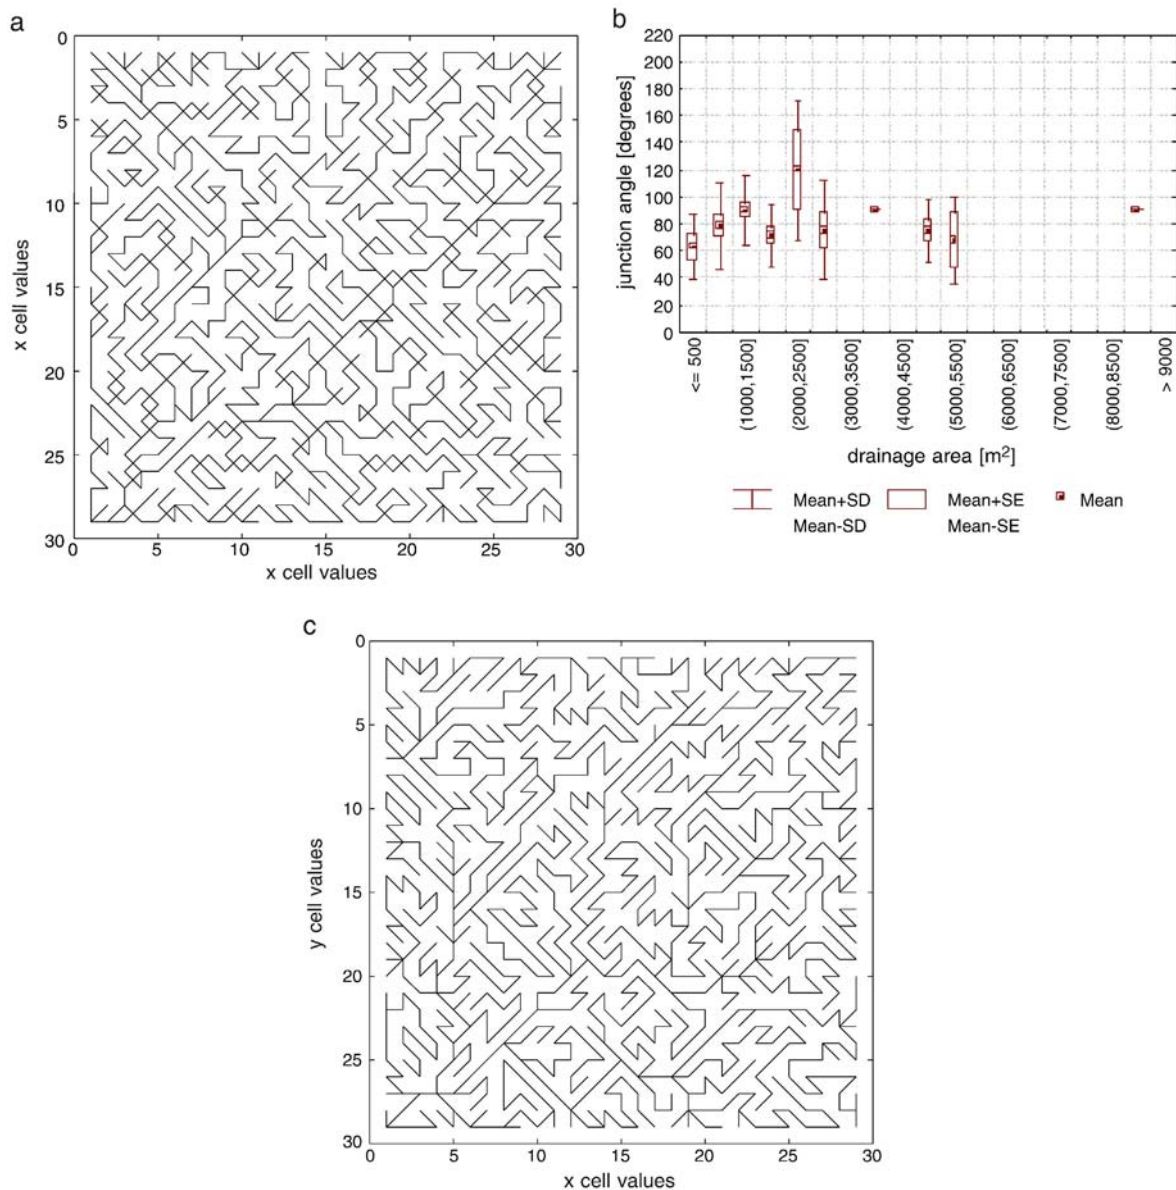 a
0
5
10
15
20
25
30
x cell values
0 5 10 15 20 25 30
x cell values
b
220
200
180
160
140
120
100
80
60
40
20
0
junction angle [degrees]
<= 500
(1000,1500]
(2000,2500]
(3000,3500]
(4000,4500]
(5000,5500]
(6000,6500]
(7000,7500]
(8000,8500]
> 9000
drainage area [m²]
Mean+SD Mean+SE Mean
Mean-SD Mean-SE
c
0
5
10
15
20
25
30
y cell values
0 5 10 15 20 25 30
x cell values